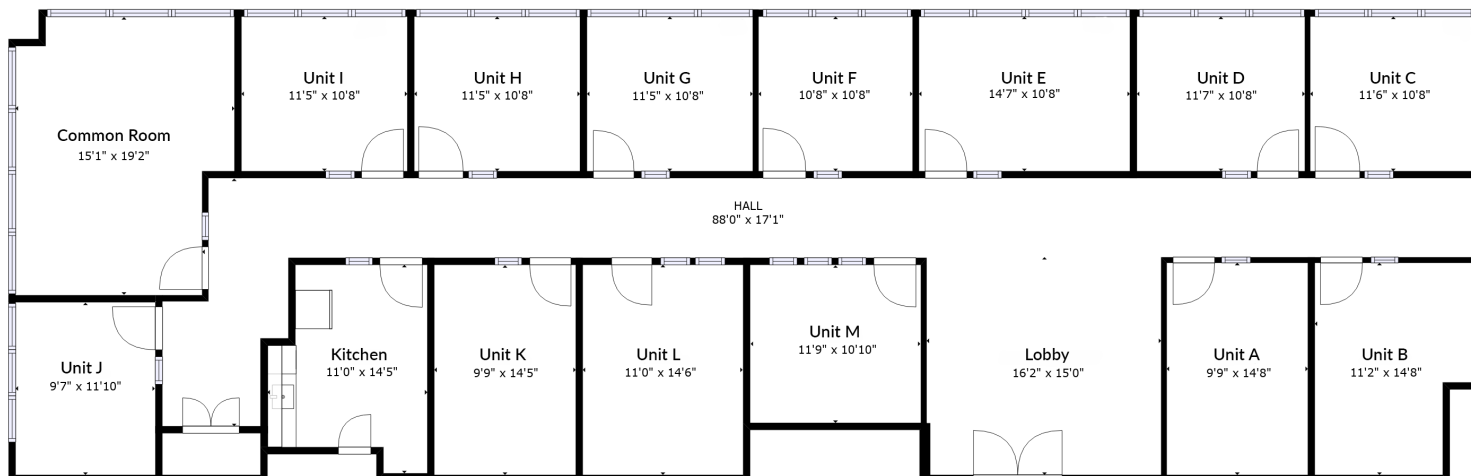 Unit I
11'5" x 10'8"
Unit H
11'5" x 10'8"
Unit G
11'5" x 10'8"
Unit F
10'8" x 10'8"
Unit E
14'7" x 10'8"
Unit D
11'7" x 10'8"
Unit C
11'6" x 10'8"
Common Room
15'1" x 19'2"
HALL
88'0" x 17'1"
Unit J
9'7" x 11'10"
Kitchen
11'0" x 14'5"
Unit K
9'9" x 14'5"
Unit L
11'0" x 14'6"
Unit M
11'9" x 10'10"
Lobby
16'2" x 15'0"
Unit A
9'9" x 14'8"
Unit B
11'2" x 14'8"